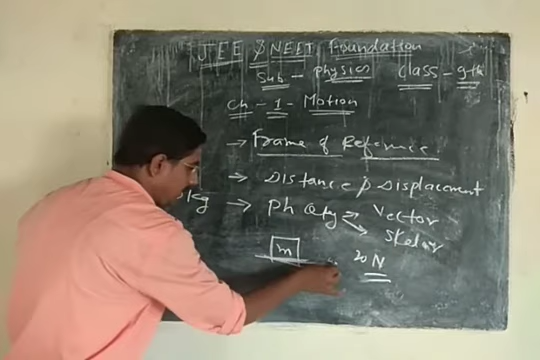 JEE & NEET Foundation
Sub - physics class - 9th
ch - 1 - Motion
→ Frame of Reference
→ Distance & Displacement
kg → Ph Qty → Vector
Skelar
m 20 N